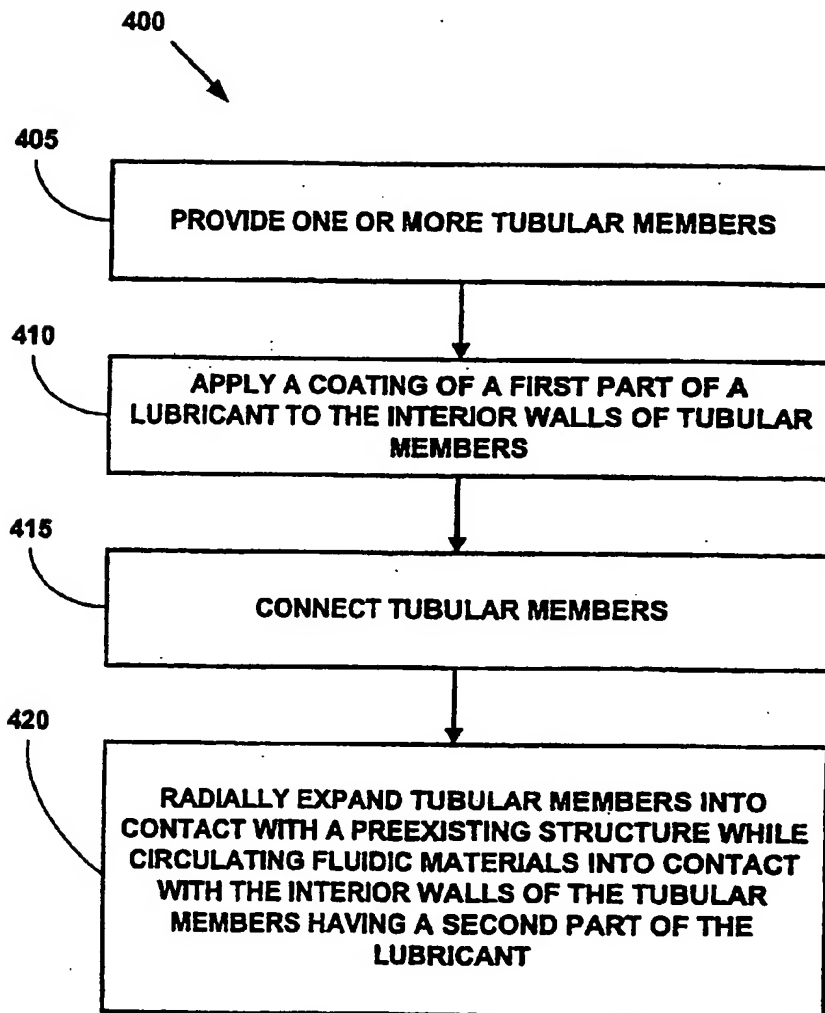 400
405
PROVIDE ONE OR MORE TUBULAR MEMBERS
410
APPLY A COATING OF A FIRST PART OF A
LUBRICANT TO THE INTERIOR WALLS OF TUBULAR
MEMBERS
415
CONNECT TUBULAR MEMBERS
420
RADIALLY EXPAND TUBULAR MEMBERS INTO
CONTACT WITH A PREEXISTING STRUCTURE WHILE
CIRCULATING FLUIDIC MATERIALS INTO CONTACT
WITH THE INTERIOR WALLS OF THE TUBULAR
MEMBERS HAVING A SECOND PART OF THE
LUBRICANT